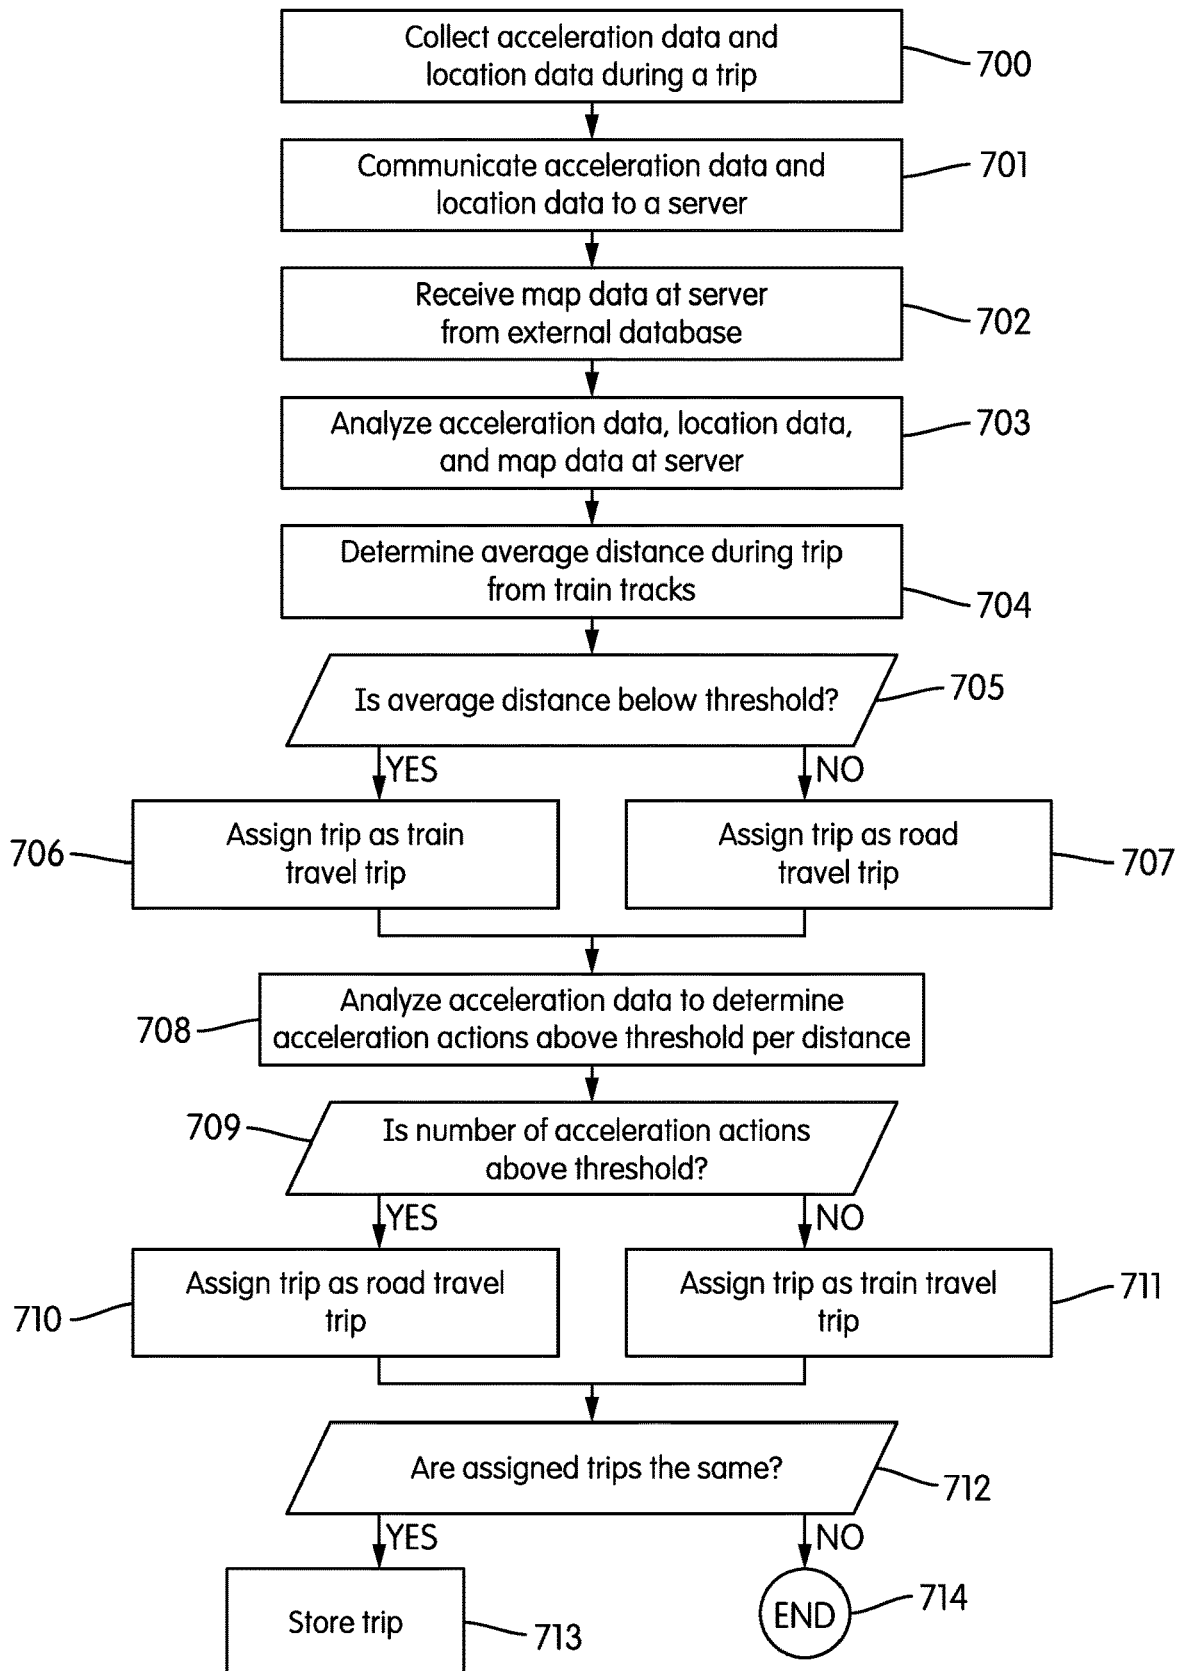 Collect acceleration data and
location data during a trip
700
Communicate acceleration data and
location data to a server
701
Receive map data at server
from external database
702
Analyze acceleration data, location data,
and map data at server
703
Determine average distance during trip
from train tracks
704
Is average distance below threshold?
705
YES
NO
706
Assign trip as train
travel trip
Assign trip as road
travel trip
707
708
Analyze acceleration data to determine
acceleration actions above threshold per distance
709
Is number of acceleration actions
above threshold?
YES
NO
710
Assign trip as road travel
trip
Assign trip as train travel
trip
711
Are assigned trips the same?
712
YES
NO
Store trip
713
END
714